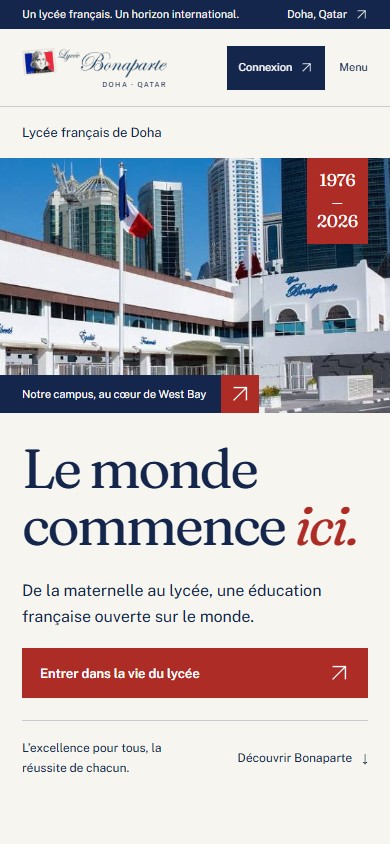 Un lycée français. Un horizon international.
Doha, Qatar
Lycée Bonaparte
DOHA · QATAR
Connexion
Menu
Lycée français de Doha
1976
—
2026
Lycée
Bonaparte
Égalité
Notre campus, au cœur de West Bay
Le monde
commence ici.
De la maternelle au lycée, une éducation
française ouverte sur le monde.
Entrer dans la vie du lycée
L'excellence pour tous, la
réussite de chacun.
Découvrir Bonaparte ↓